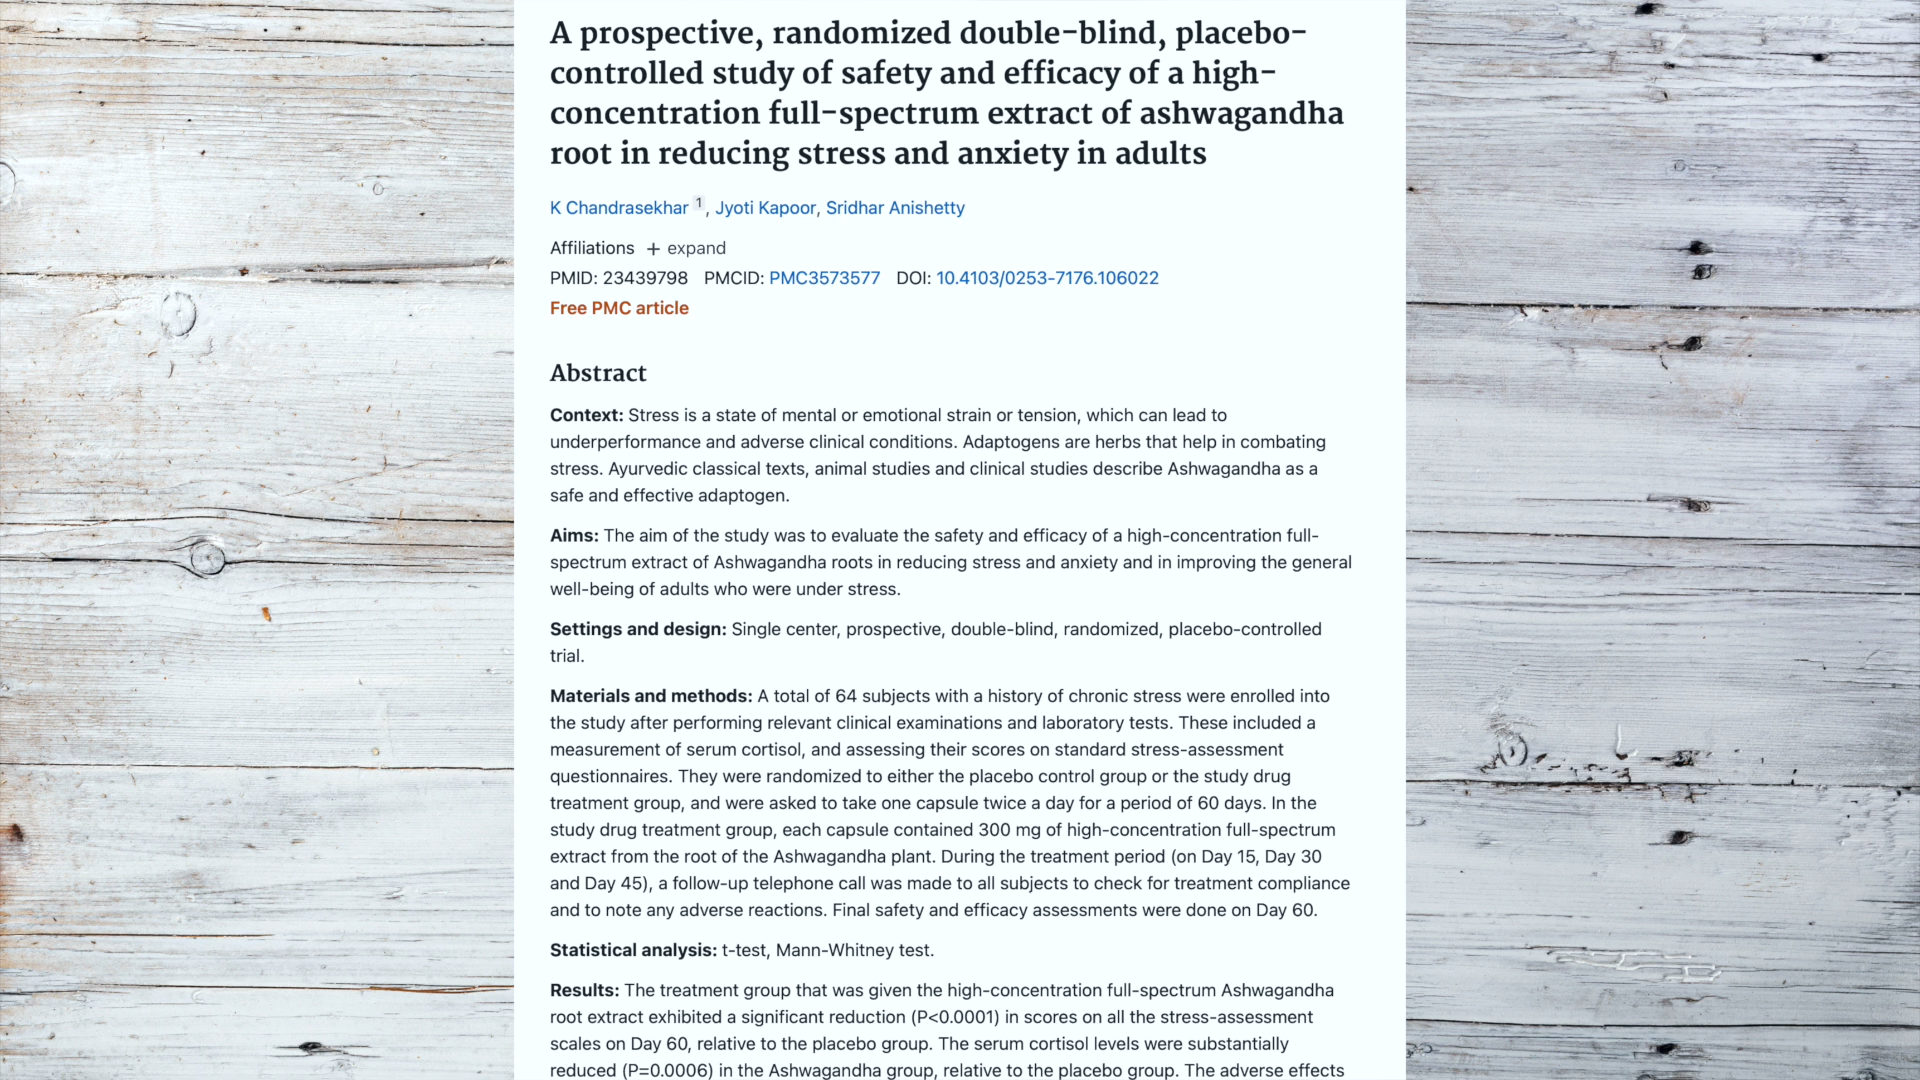 A prospective, randomized double-blind, placebo-
controlled study of safety and efficacy of a high-
concentration full-spectrum extract of ashwagandha
root in reducing stress and anxiety in adults
K Chandrasekhar 1, Jyoti Kapoor, Sridhar Anishetty
Affiliations + expand
PMID: 23439798 PMCID: PMC3573577 DOI: 10.4103/0253-7176.106022
Free PMC article
Abstract
Context: Stress is a state of mental or emotional strain or tension, which can lead to
underperformance and adverse clinical conditions. Adaptogens are herbs that help in combating
stress. Ayurvedic classical texts, animal studies and clinical studies describe Ashwagandha as a
safe and effective adaptogen.
Aims: The aim of the study was to evaluate the safety and efficacy of a high-concentration full-
spectrum extract of Ashwagandha roots in reducing stress and anxiety and in improving the general
well-being of adults who were under stress.
Settings and design: Single center, prospective, double-blind, randomized, placebo-controlled
trial.
Materials and methods: A total of 64 subjects with a history of chronic stress were enrolled into
the study after performing relevant clinical examinations and laboratory tests. These included a
measurement of serum cortisol, and assessing their scores on standard stress-assessment
questionnaires. They were randomized to either the placebo control group or the study drug
treatment group, and were asked to take one capsule twice a day for a period of 60 days. In the
study drug treatment group, each capsule contained 300 mg of high-concentration full-spectrum
extract from the root of the Ashwagandha plant. During the treatment period (on Day 15, Day 30
and Day 45), a follow-up telephone call was made to all subjects to check for treatment compliance
and to note any adverse reactions. Final safety and efficacy assessments were done on Day 60.
Statistical analysis: t-test, Mann-Whitney test.
Results: The treatment group that was given the high-concentration full-spectrum Ashwagandha
root extract exhibited a significant reduction (P<0.0001) in scores on all the stress-assessment
scales on Day 60, relative to the placebo group. The serum cortisol levels were substantially
reduced (P=0.0006) in the Ashwagandha group, relative to the placebo group. The adverse effects